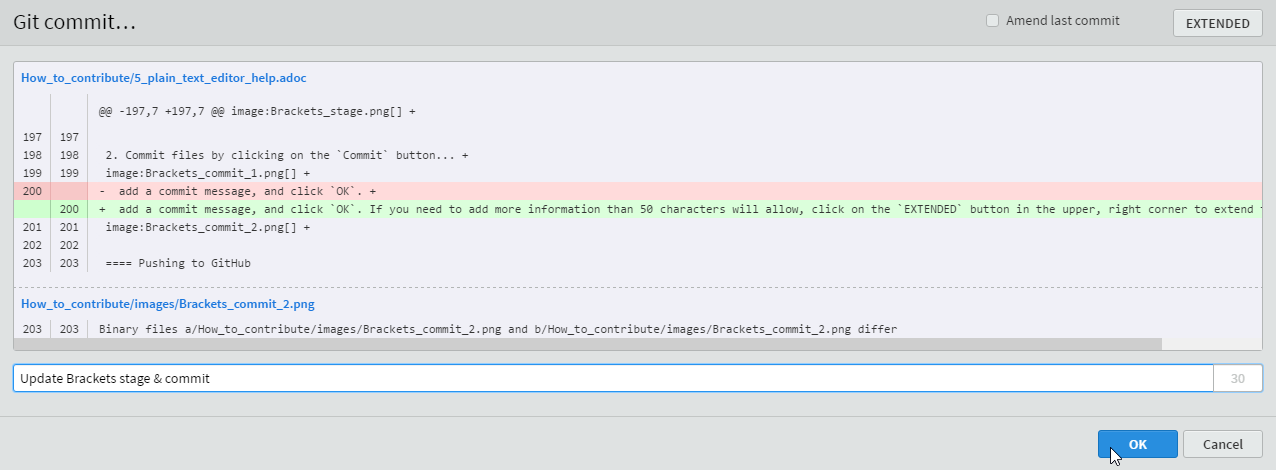 Git commit...
Amend last commit
EXTENDED
How_to_contribute/5_plain_text_editor_help.adoc
@@ -197,7 +197,7 @@ image:Brackets_stage.png[] +
197 197
198 198 2. Commit files by clicking on the `Commit` button... +
199 199 image:Brackets_commit_1.png[] +
200 - add a commit message, and click `OK`. +
200 + add a commit message, and click `OK`. If you need to add more information than 50 characters will allow, click on the `EXTENDED` button in the upper, right corner to extend
201 201 image:Brackets_commit_2.png[] +
202 202
203 203 ==== Pushing to GitHub
How_to_contribute/images/Brackets_commit_2.png
203 203 Binary files a/How_to_contribute/images/Brackets_commit_2.png and b/How_to_contribute/images/Brackets_commit_2.png differ
Update Brackets stage & commit
30
OK
Cancel